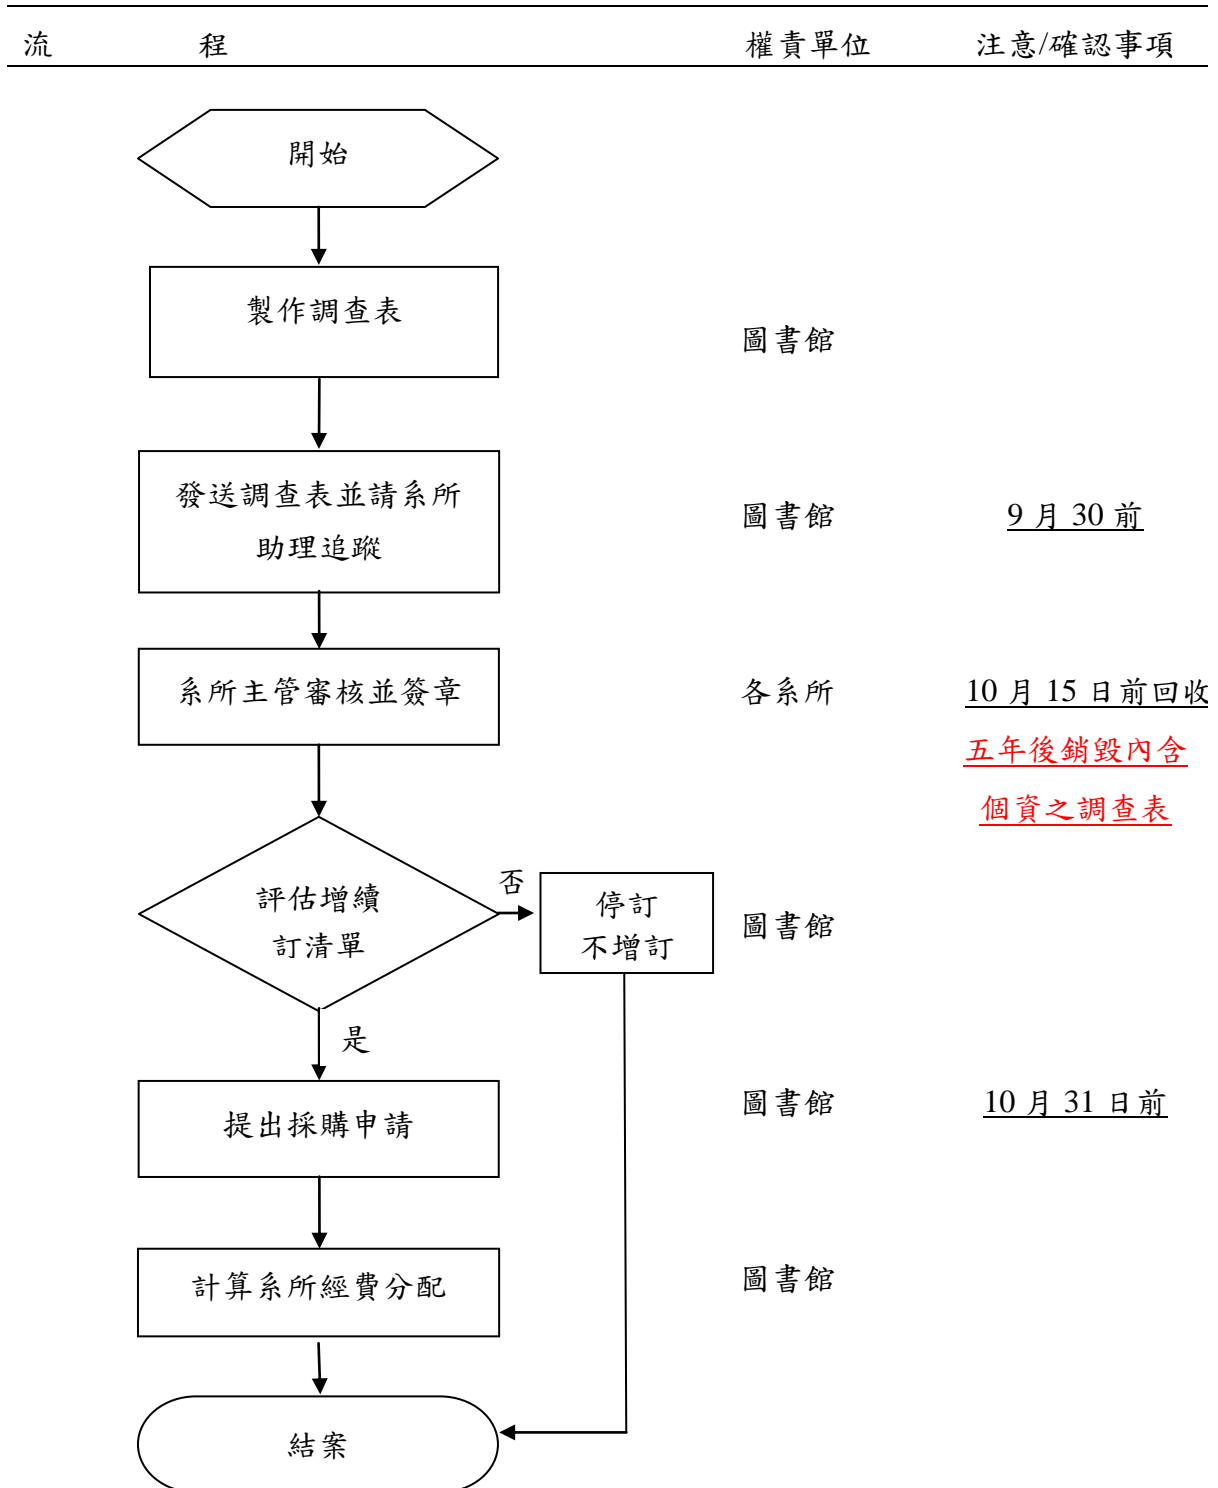 流 程 權責單位 注意/確認事項
開始
製作調查表
圖書館
發送調查表並請系所
助理追蹤
圖書館 9 月 30 前
系所主管審核並簽章 各系所 10 月 15 日前回收
五年後銷毀內含
個資之調查表
評估增續
訂清單
否
停訂
不增訂
圖書館
是
提出採購申請
圖書館 10 月 31 日前
計算系所經費分配 圖書館
結案